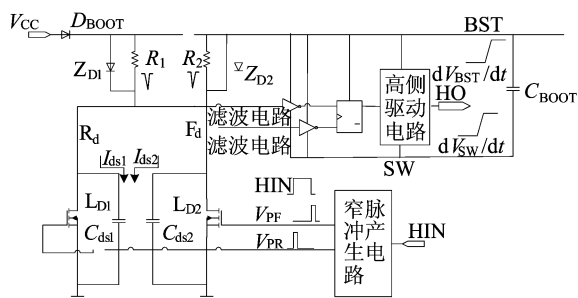 VCC DBOOT BST
ZD1 R1 R2 ZD2
dVBST/dt
高侧驱动电路
HO
CBOOT
滤波电路
滤波电路
Rd Fd
dVSW/dt
SW
Ids1 Ids2
HIN
LD1 LD2
VPF
Cds1 Cds2
VPR
窄脉冲产生电路
HIN